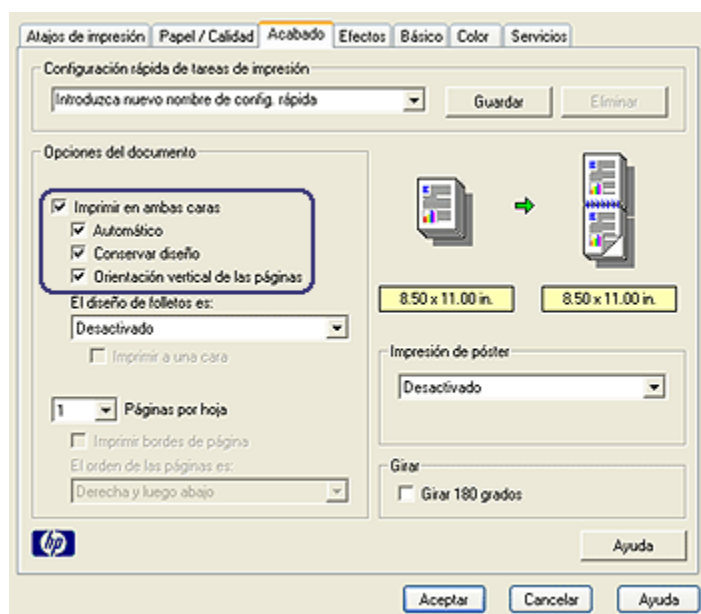 Atajos de impresión Papel / Calidad Acabado Efectos Básico Color Servicios
Configuración rápida de tareas de impresión
Introduzca nuevo nombre de config. rápida
Guardar
Eliminar
Opciones del documento
Imprimir en ambas caras
Automático
Conservar diseño
Orientación vertical de las páginas
El diseño de folletos es:
Desactivado
Imprimir a una cara
1 Páginas por hoja
Imprimir bordes de página
El orden de las páginas es:
Derecha y luego abajo
8.50 x 11.00 in.
8.50 x 11.00 in.
Impresión de póster
Desactivado
Girar
Girar 180 grados
hp
Ayuda
Aceptar
Cancelar
Ayuda